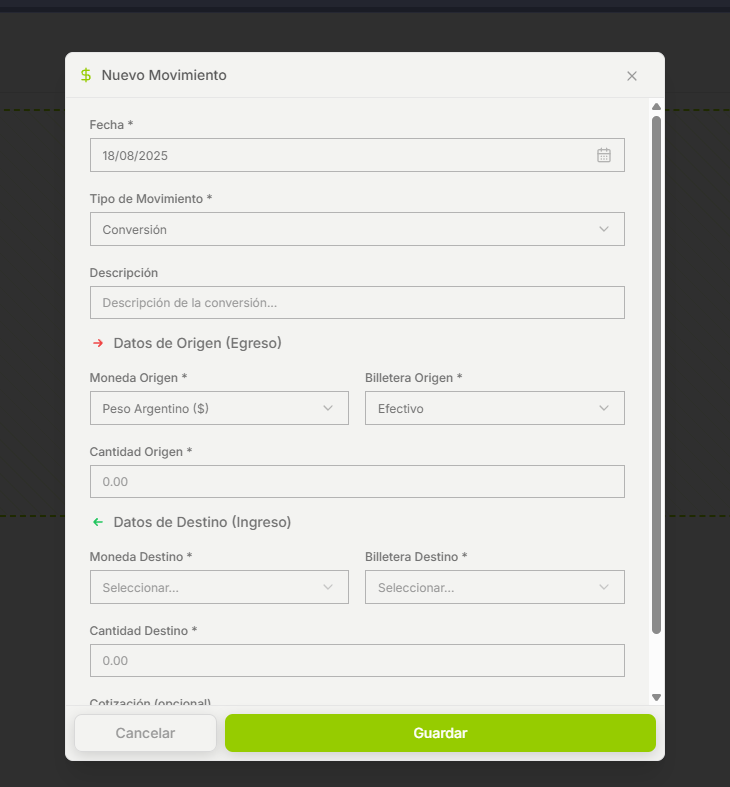 $ Nuevo Movimiento
Fecha *
18/08/2025
Tipo de Movimiento *
Conversión
Descripción
Descripción de la conversión...
Datos de Origen (Egreso)
Moneda Origen * Billetera Origen *
Peso Argentino ($) Efectivo
Cantidad Origen *
0.00
Datos de Destino (Ingreso)
Moneda Destino * Billetera Destino *
Seleccionar... Seleccionar...
Cantidad Destino *
0.00
Cotización (opcional)
Cancelar Guardar